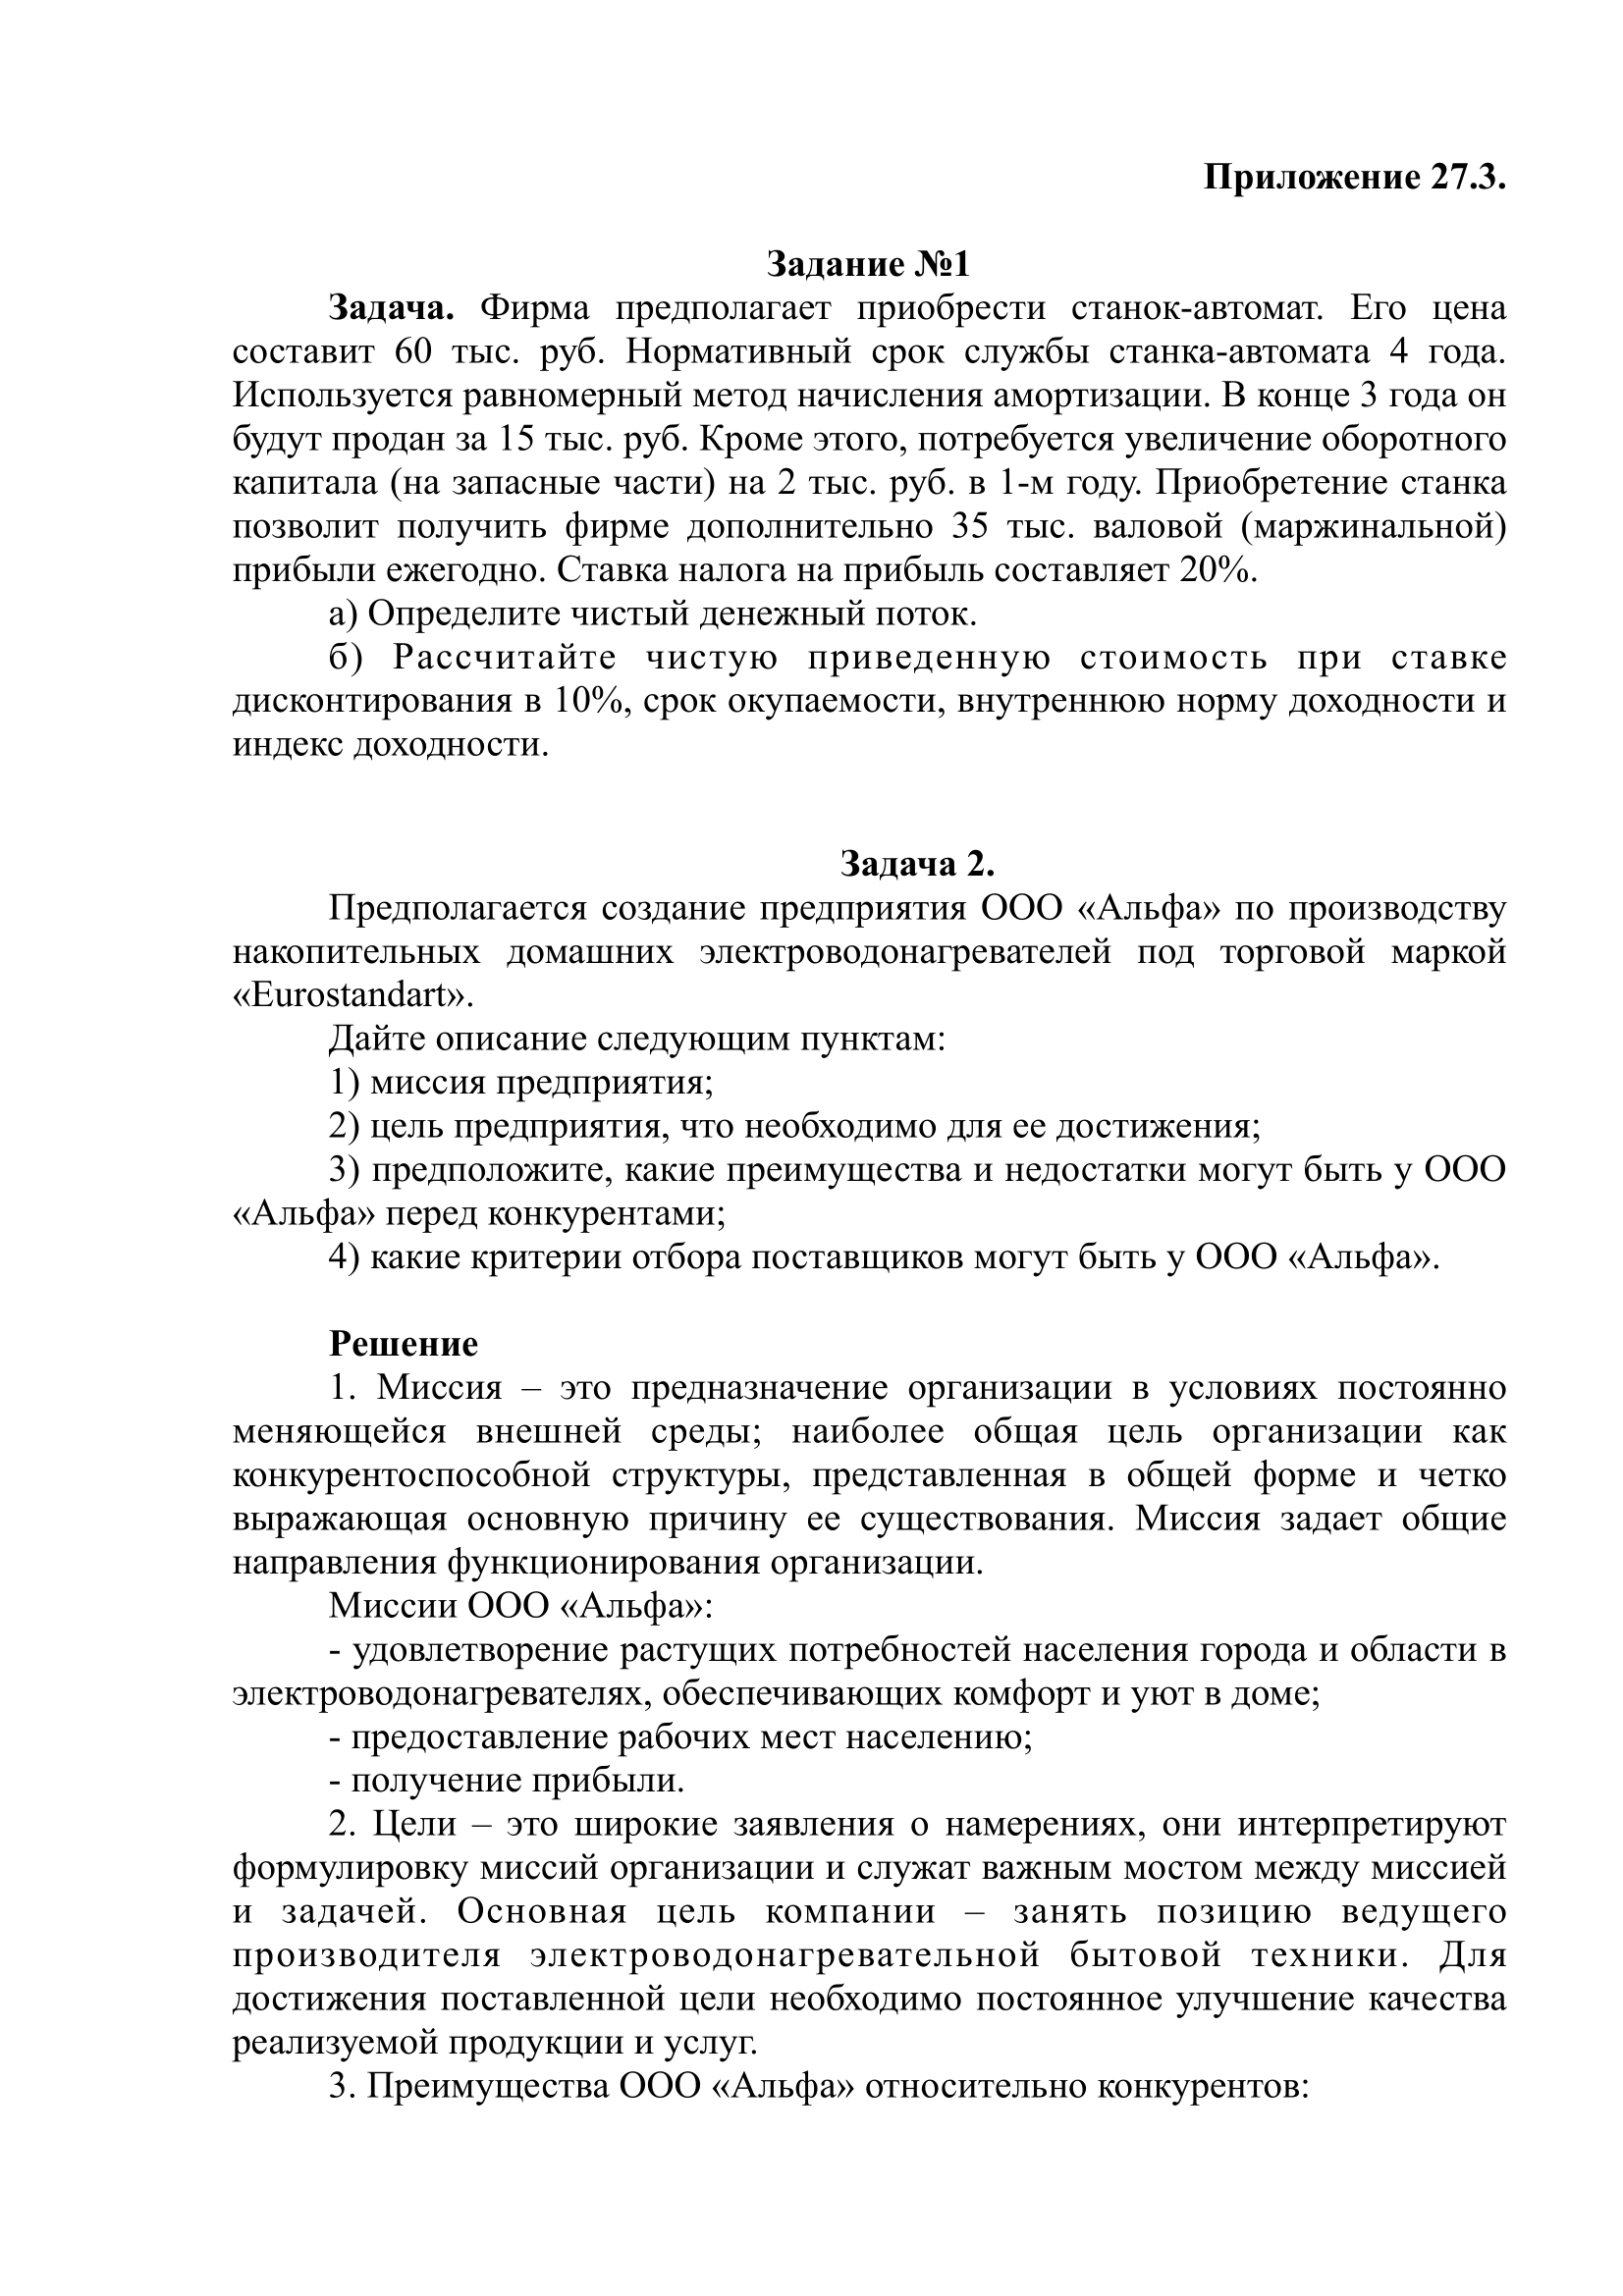 Приложение 27.3.
Задание №1
Задача. Фирма предполагает приобрести станок-автомат. Его цена
составит 60 тыс. руб. Нормативный срок службы станка-автомата 4 года.
Используется равномерный метод начисления амортизации. В конце 3 года он
будут продан за 15 тыс. руб. Кроме этого, потребуется увеличение оборотного
капитала (на запасные части) на 2 тыс. руб. в 1-м году. Приобретение станка
позволит получить фирме дополнительно 35 тыс. валовой (маржинальной)
прибыли ежегодно. Ставка налога на прибыль составляет 20%.
а) Определите чистый денежный поток.
б) Рассчитайте чистую приведенную стоимость при ставке
дисконтирования в 10%, срок окупаемости, внутреннюю норму доходности и
индекс доходности.
Задача 2.
Предполагается создание предприятия ООО «Альфа» по производству
накопительных домашних электроводонагревателей под торговой маркой
«Eurostandart».
Дайте описание следующим пунктам:
1) миссия предприятия;
2) цель предприятия, что необходимо для ее достижения;
3) предположите, какие преимущества и недостатки могут быть у ООО
«Альфа» перед конкурентами;
4) какие критерии отбора поставщиков могут быть у ООО «Альфа».
Решение
1. Миссия – это предназначение организации в условиях постоянно
меняющейся внешней среды; наиболее общая цель организации как
конкурентоспособной структуры, представленная в общей форме и четко
выражающая основную причину ее существования. Миссия задает общие
направления функционирования организации.
Миссии ООО «Альфа»:
- удовлетворение растущих потребностей населения города и области в
электроводонагревателях, обеспечивающих комфорт и уют в доме;
- предоставление рабочих мест населению;
- получение прибыли.
2. Цели – это широкие заявления о намерениях, они интерпретируют
формулировку миссий организации и служат важным мостом между миссией
и задачей. Основная цель компании – занять позицию ведущего
производителя электроводонагревательной бытовой техники. Для
достижения поставленной цели необходимо постоянное улучшение качества
реализуемой продукции и услуг.
3. Преимущества ООО «Альфа» относительно конкурентов: